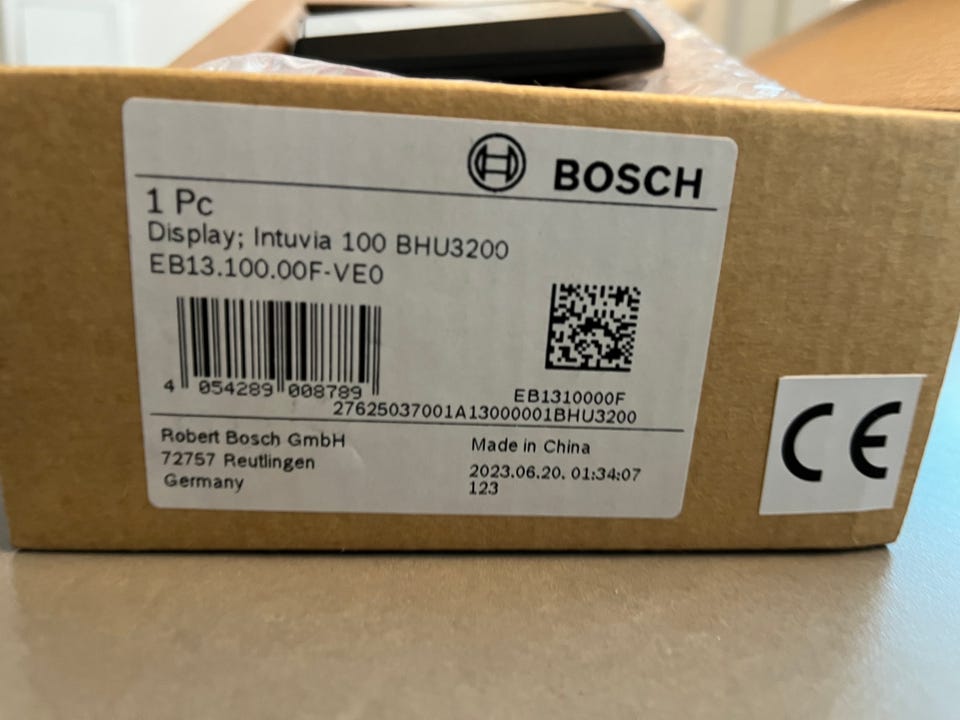 BOSCH
1 Pc
Display; Intuvia 100 BHU3200
EB13.100.00F-VE0
4 054289 008789
EB1310000F
27625037001A13000001BHU3200
Robert Bosch GmbH
72757 Reutlingen
Germany
Made in China
2023.06.20. 01:34:07
123
CE